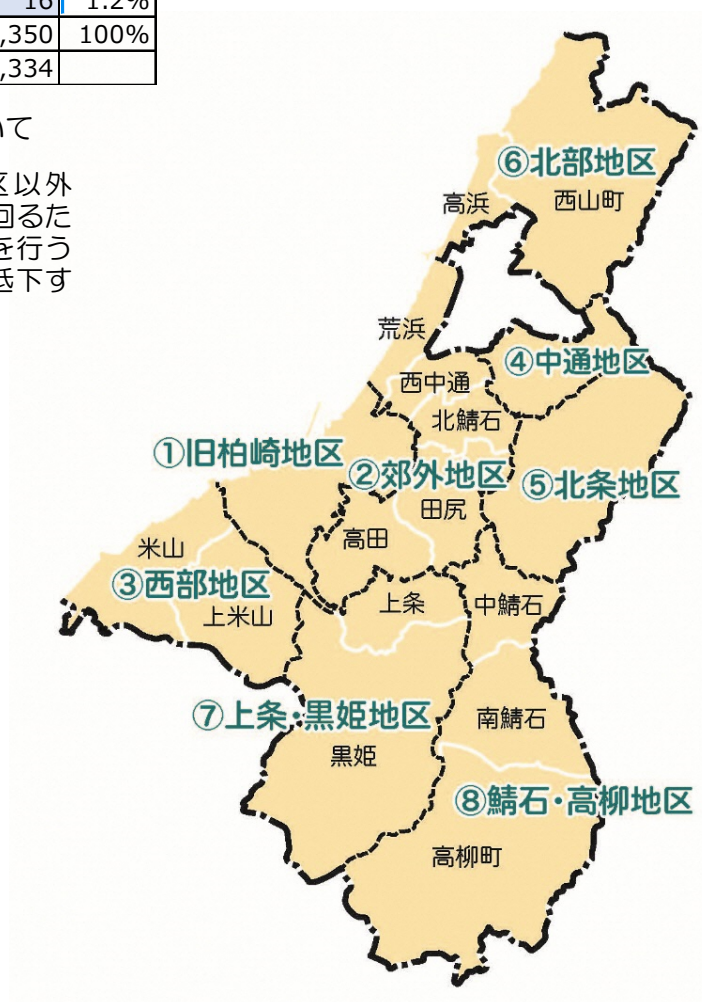 16 1.2%
,350 100%
,334
いて
区以外
回るた
を行う
低下す
⑥北部地区
西山町
高浜
荒浜
④中通地区
西中通
北鯖石
①旧柏崎地区
②郊外地区
⑤北条地区
田尻
高田
米山
③西部地区
上米山
上条
中鯖石
⑦上条・黒姫地区
南鯖石
黒姫
⑧鯖石・高柳地区
高柳町